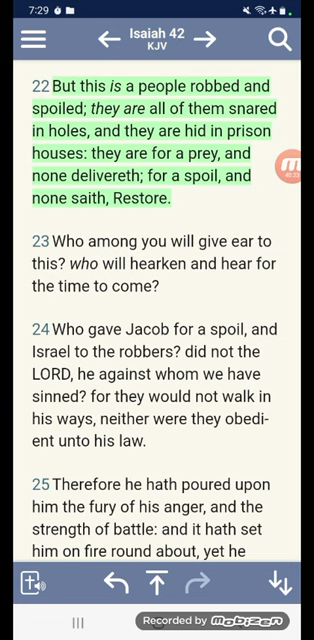 7:29
Isaiah 42
KJV
22 But this is a people robbed and
spoiled; they are all of them snared
in holes, and they are hid in prison
houses: they are for a prey, and
none delivereth; for a spoil, and
none saith, Restore.
23 Who among you will give ear to
this? who will hearken and hear for
the time to come?
24 Who gave Jacob for a spoil, and
Israel to the robbers? did not the
LORD, he against whom we have
sinned? for they would not walk in
his ways, neither were they obedi-
ent unto his law.
25 Therefore he hath poured upon
him the fury of his anger, and the
strength of battle: and it hath set
him on fire round about, yet he
Recorded by Mobizen